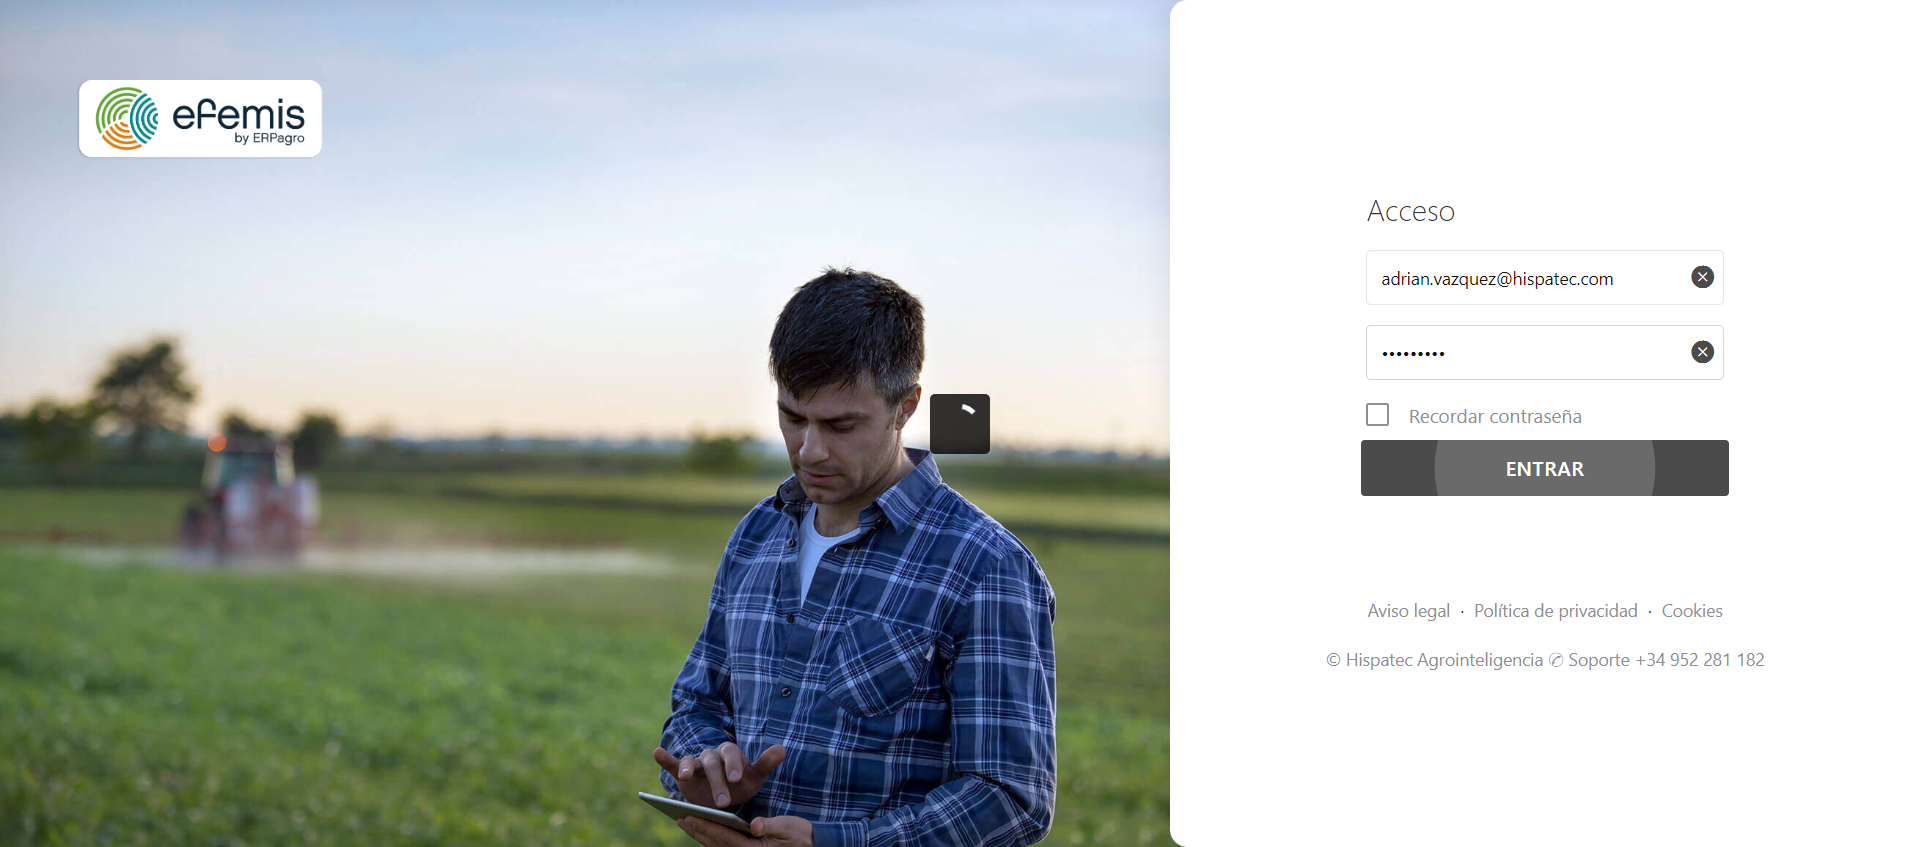 efemis
by ERPagro
Acceso
adrian.vazquez@hispatec.com
•••••••••
Recordar contraseña
ENTRAR
Aviso legal · Política de privacidad · Cookies
© Hispatec Agrointeligencia ✆ Soporte +34 952 281 182